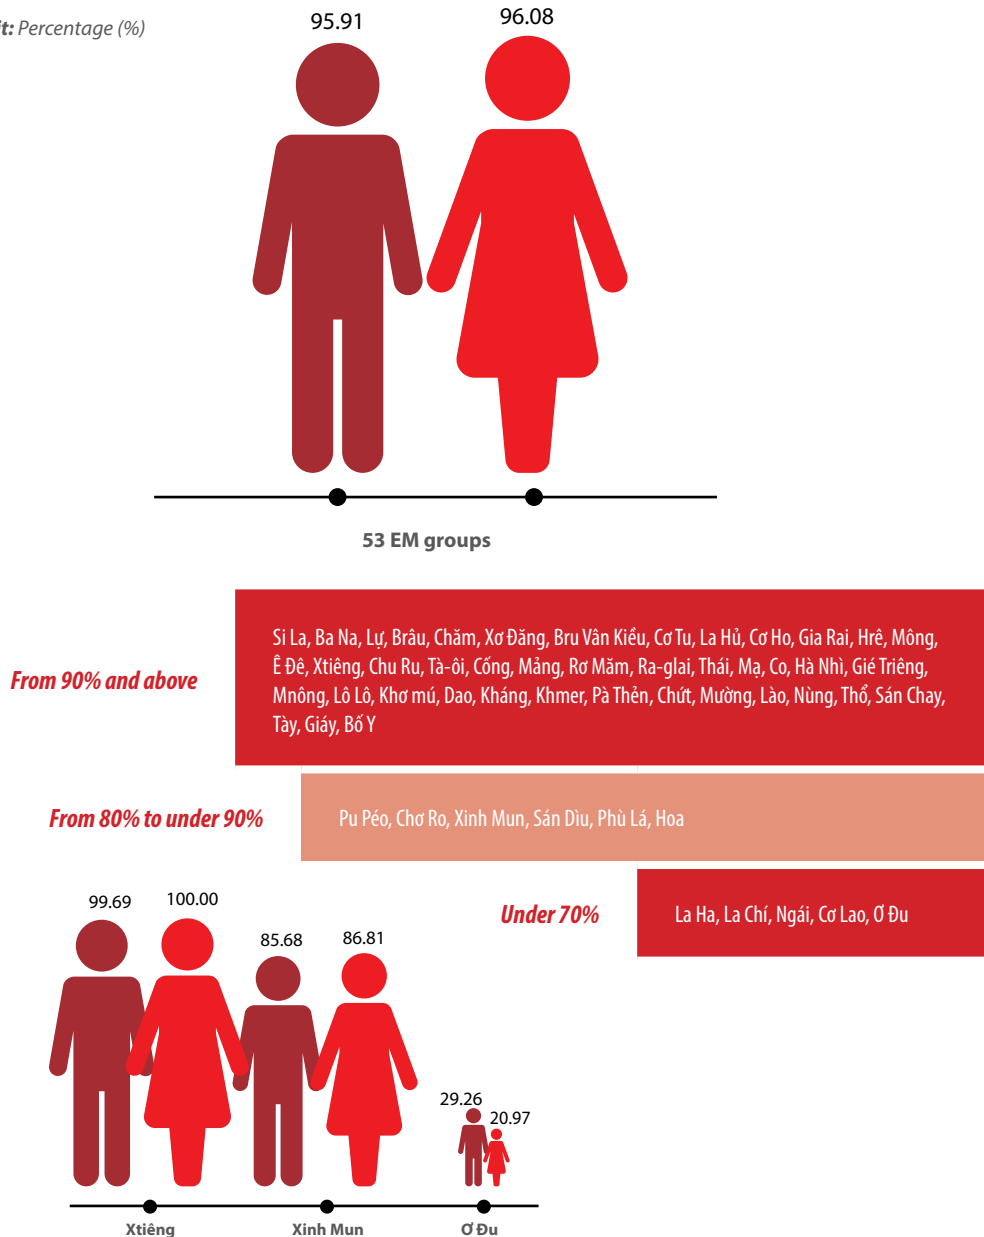 it: Percentage (%)
95.91
96.08
53 EM groups
From 90% and above
Si La, Ba Na, Lự, Brâu, Chăm, Xơ Đăng, Bru Vân Kiều, Cơ Tu, La Hủ, Cơ Ho, Gia Rai, Hrê, Mông,
Ê Đê, Xtiêng, Chu Ru, Tà-ôi, Cống, Mảng, Rơ Măm, Ra-glai, Thái, Mạ, Co, Hà Nhì, Gié Triêng,
Mnông, Lô Lô, Khơ mú, Dao, Kháng, Khmer, Pà Thẻn, Chứt, Mường, Lào, Nùng, Thổ, Sán Chay,
Tày, Giáy, Bố Y
From 80% to under 90%
Pu Péo, Chơ Ro, Xinh Mun, Sán Dìu, Phù Lá, Hoa
Under 70%
La Ha, La Chí, Ngái, Cơ Lao, Ơ Đu
99.69
100.00
85.68
86.81
29.26
20.97
Xtiêng
Xinh Mun
Ơ Đu